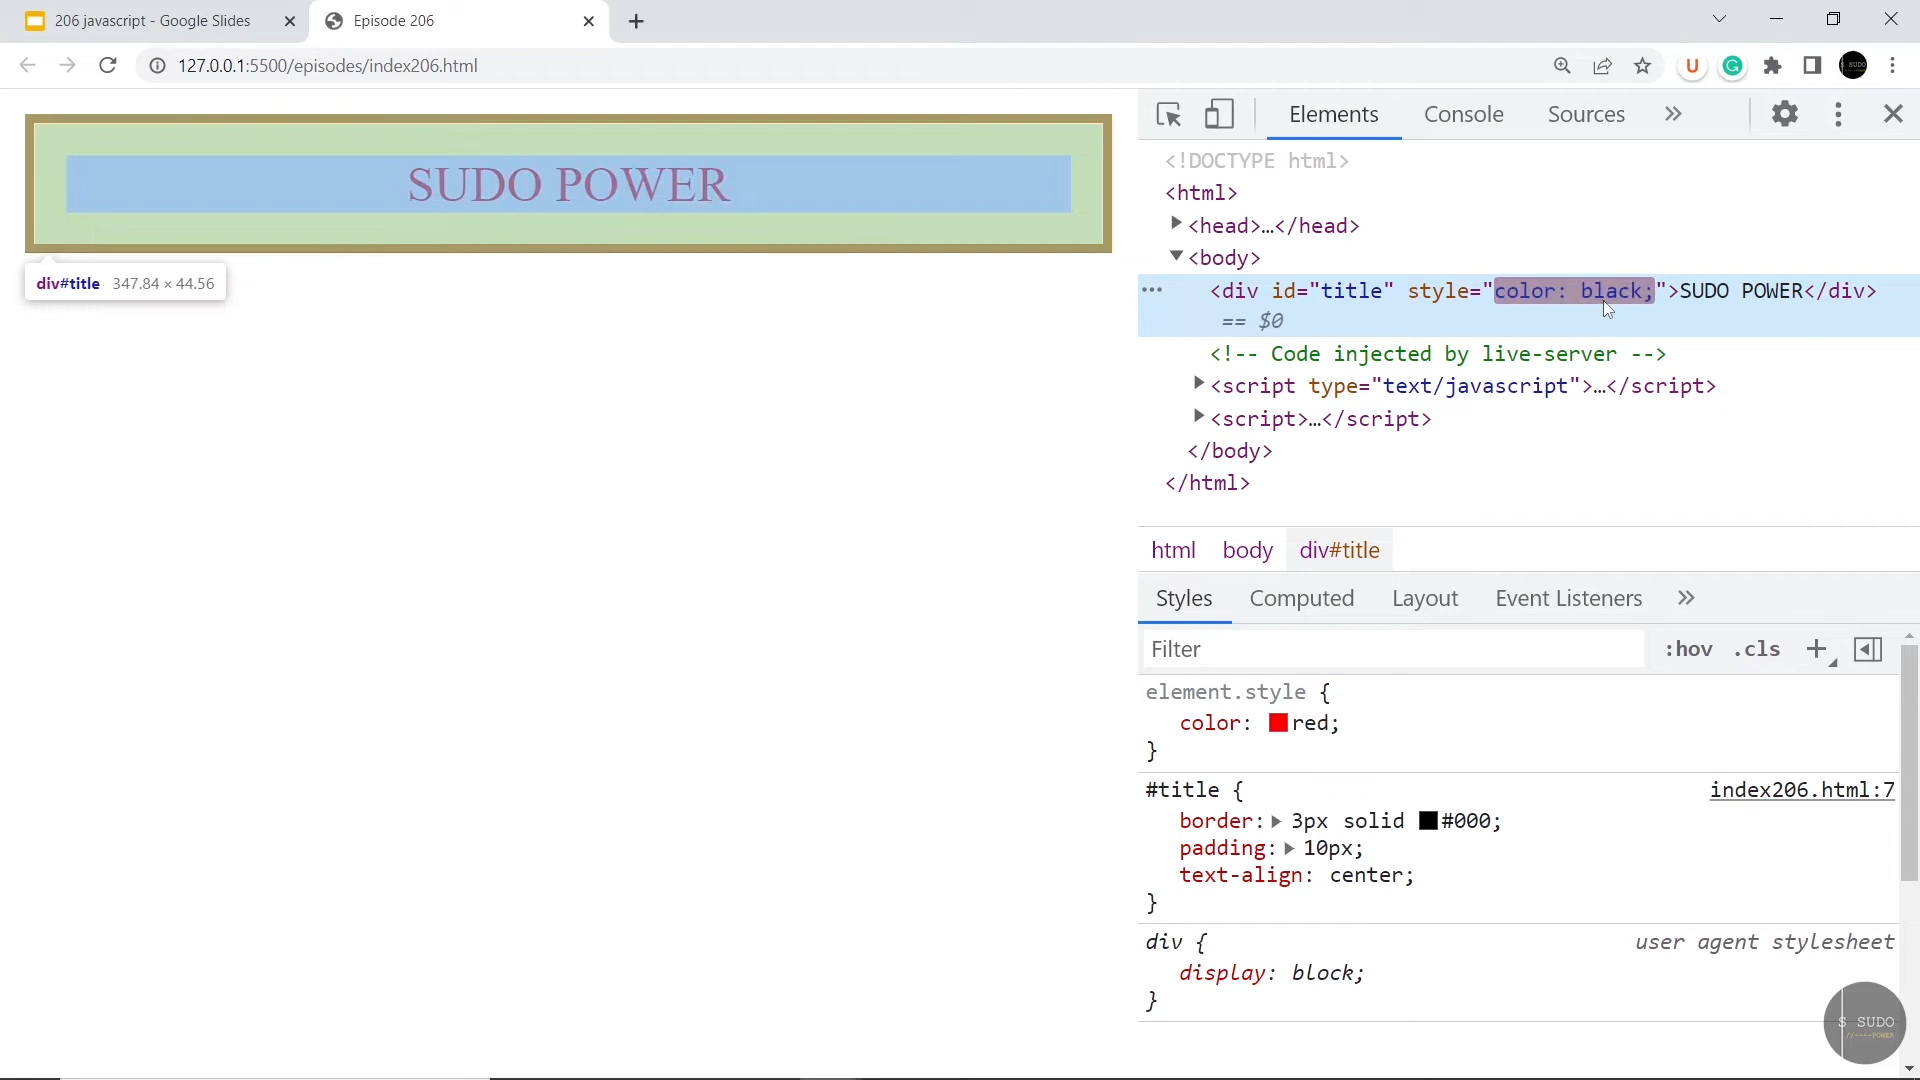 206 javascript - Google Slides
Episode 206
127.0.0.1:5500/episodes/index206.html
U
G
$ SUDO
SUDO POWER
div#title 347.84 × 44.56
Elements Console Sources »
<!DOCTYPE html>
<html>
<head>…</head>
<body>
<div id="title" style="color: black;">SUDO POWER</div>
== $0
<!-- Code injected by live-server -->
<script type="text/javascript">…</script>
<script>…</script>
</body>
</html>
html body div#title
Styles Computed Layout Event Listeners »
Filter :hov .cls
element.style {
color: red;
}
#title { index206.html:7
border: 3px solid #000;
padding: 10px;
text-align: center;
}
div { user agent stylesheet
display: block;
}
$ SUDO
//----POWER